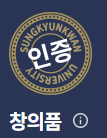 SUNGKYUNKWAN
인증
UNIVERSITY
창의품 ⓘ